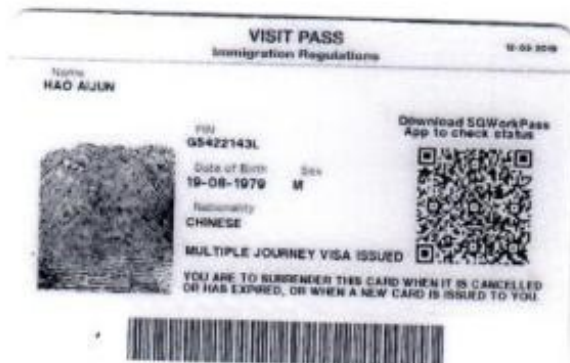 VISIT PASS
Immigration Regulations
Name
HAO AIJUN
FIN
G5422143L
Date of Birth Sex
19-08-1979 M
Nationality
CHINESE
MULTIPLE JOURNEY VISA ISSUED
Download SGWorkPass
App to check status
YOU ARE TO SURRENDER THIS CARD WHEN IT IS CANCELLED
OR HAS EXPIRED, OR WHEN A NEW CARD IS ISSUED TO YOU.